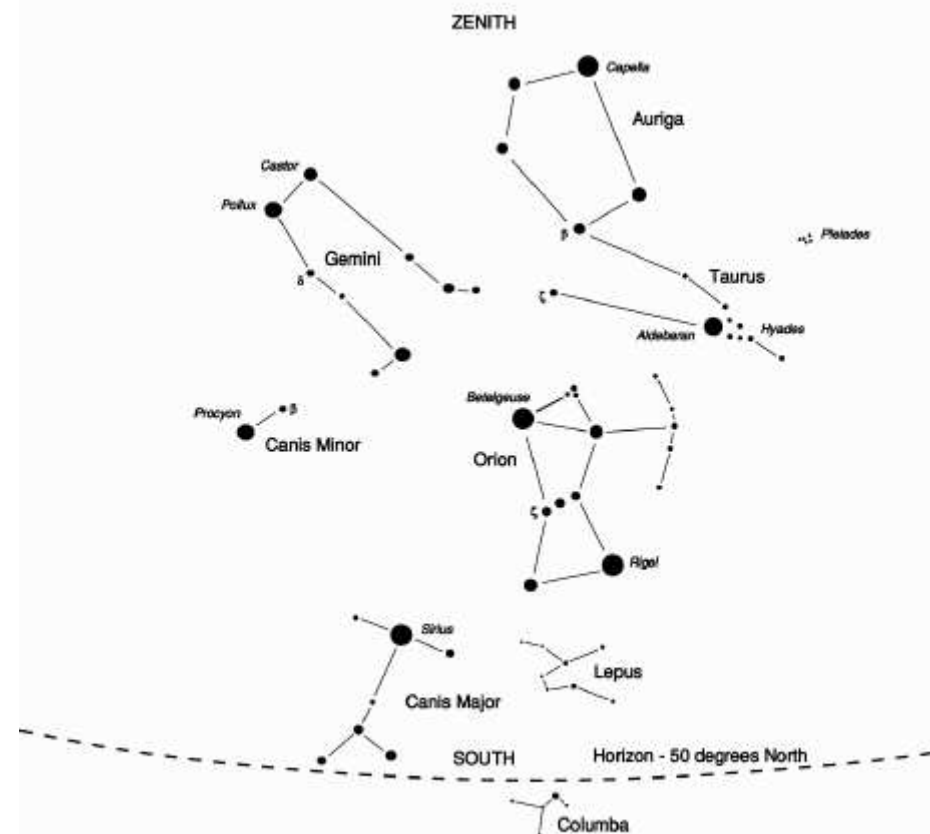 ZENITH
Capella
Auriga
Castor
Pollux
β
Pleiades
Gemini
δ
Taurus
ζ
Aldebaran
Hyades
Betelgeuse
Procyon
β
Canis Minor
Orion
ζ
Rigel
Sirius
Lepus
Canis Major
SOUTH Horizon - 50 degrees North
Columba